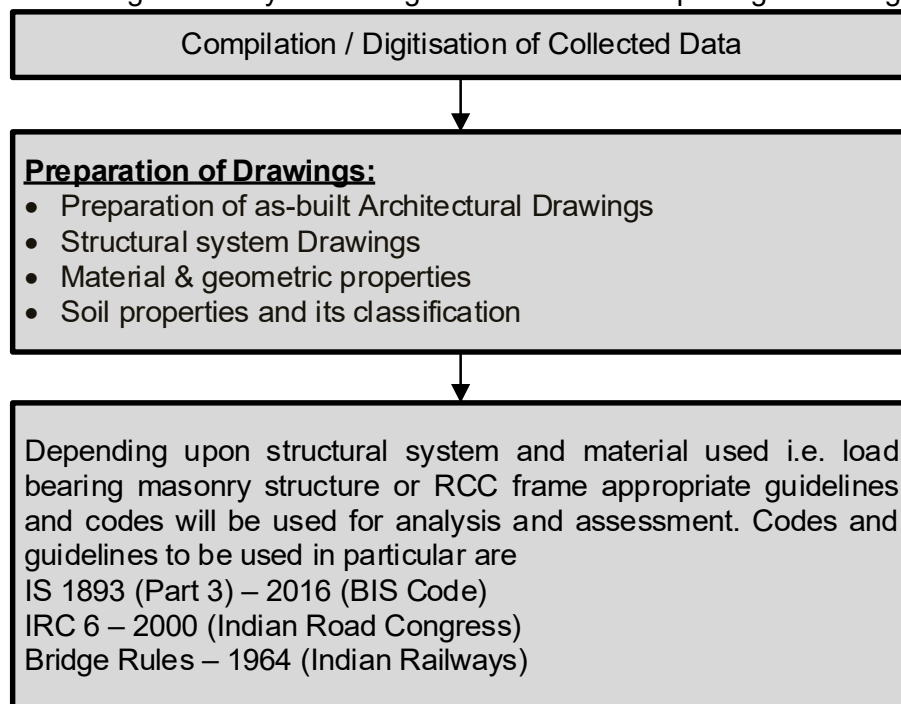 Compilation / Digitisation of Collected Data
Preparation of Drawings:
• Preparation of as-built Architectural Drawings
• Structural system Drawings
• Material & geometric properties
• Soil properties and its classification
Depending upon structural system and material used i.e. load
bearing masonry structure or RCC frame appropriate guidelines
and codes will be used for analysis and assessment. Codes and
guidelines to be used in particular are
IS 1893 (Part 3) – 2016 (BIS Code)
IRC 6 – 2000 (Indian Road Congress)
Bridge Rules – 1964 (Indian Railways)